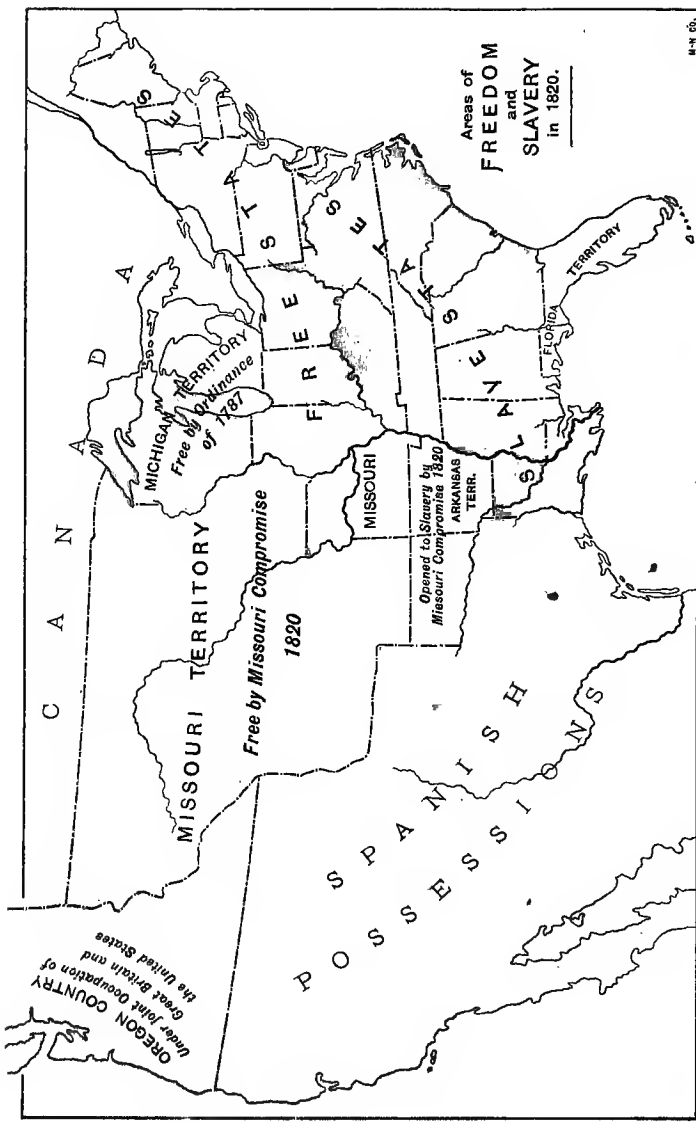 Areas of
FREEDOM
and
SLAVERY
in 1820.
CANADA
OREGON COUNTRY
Under Joint Occupation of
Great Britain and
the United States
MISSOURI TERRITORY
Free by Missouri Compromise
1820
MICHIGAN TERRITORY
Free by Ordinance
of 1787
FREE STATES
MISSOURI
Opened to Slavery by
Missouri Compromise 1820
ARKANSAS
TERR.
SLAVE STATES
FLORIDA TERRITORY
SPANISH
POSSESSIONS
M-N CO.